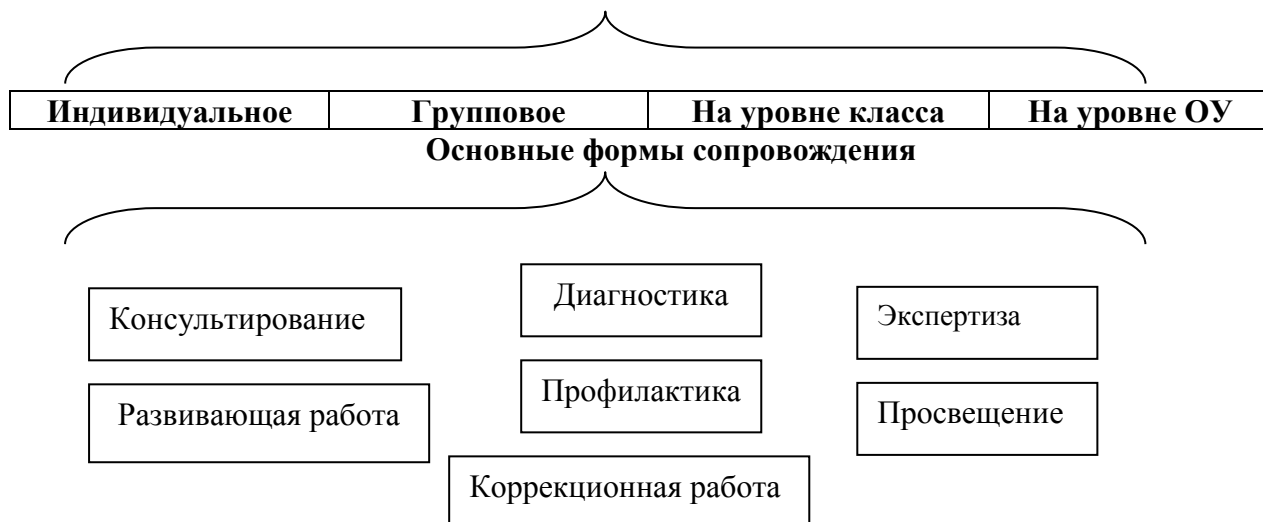 Индивидуальное Групповое На уровне класса На уровне ОУ
Основные формы сопровождения
Консультирование Диагностика Экспертиза
Развивающая работа Профилактика Просвещение
Коррекционная работа